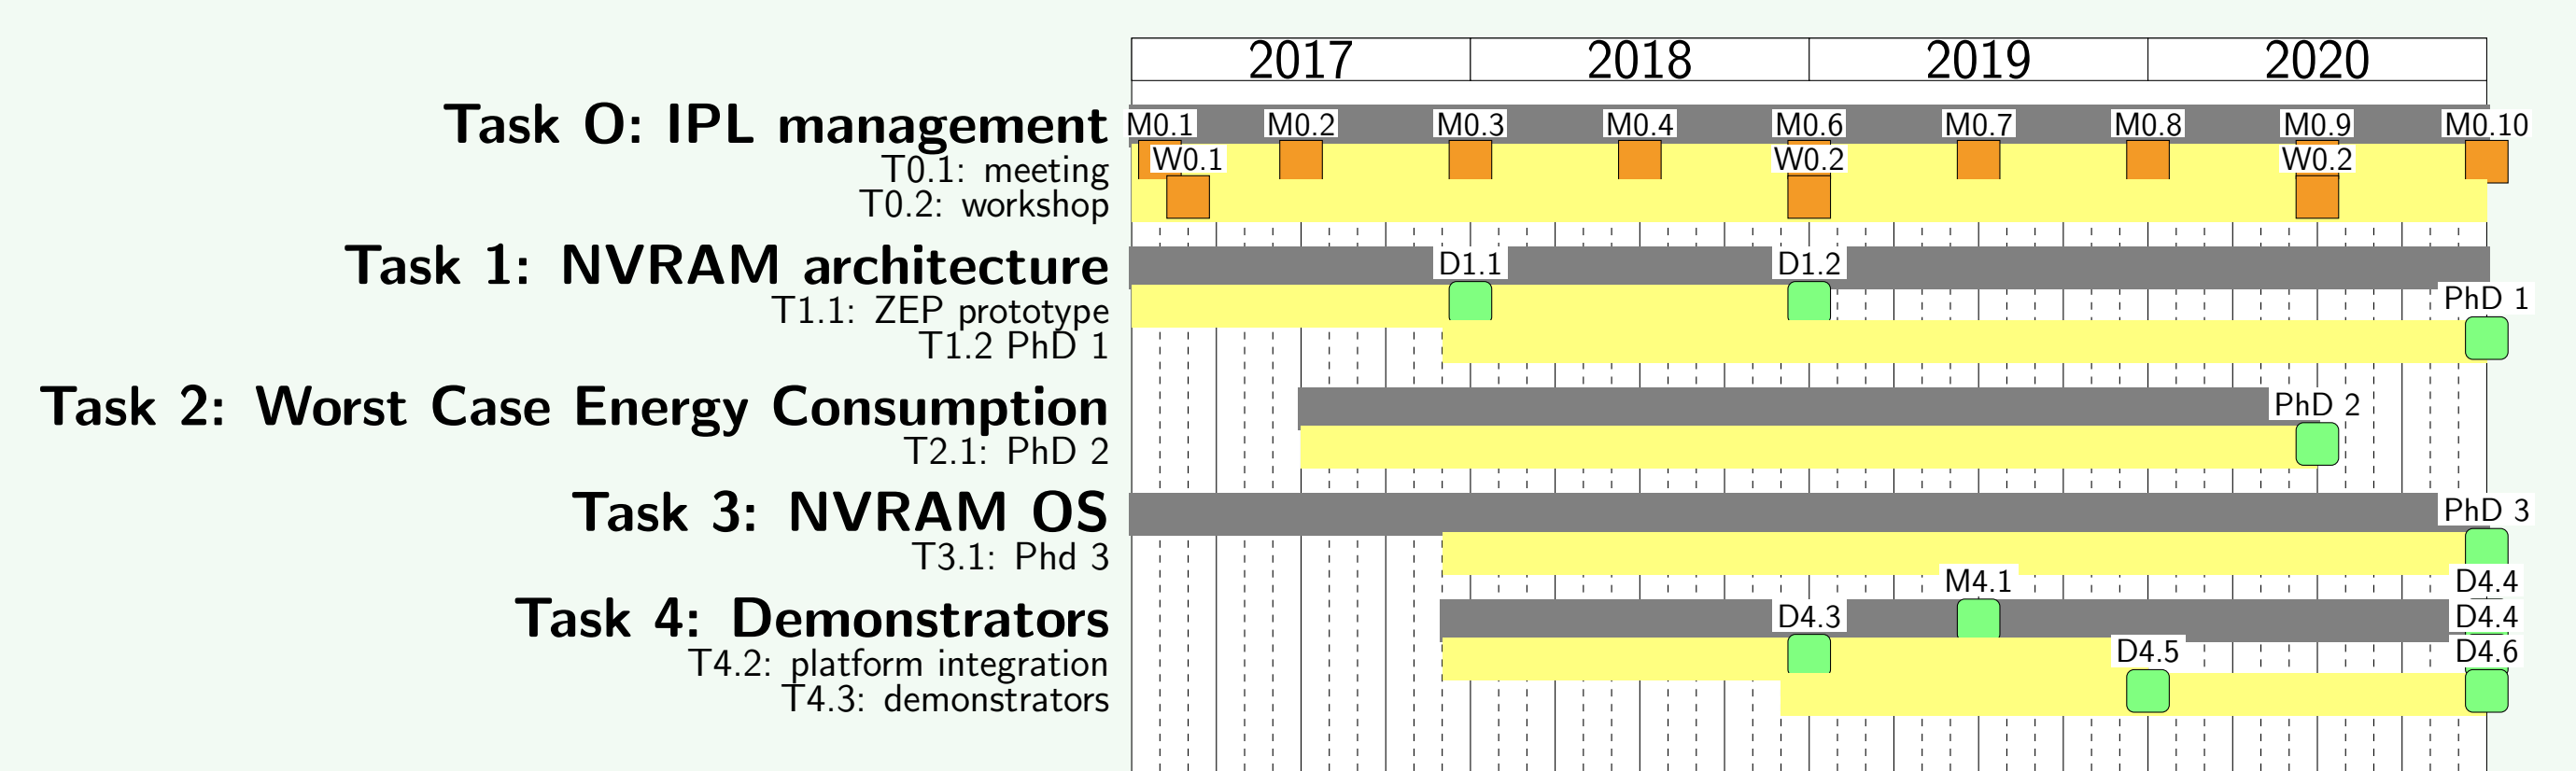 2017 2018 2019 2020
Task 0: IPL management
M0.1 M0.2 M0.3 M0.4 M0.6 M0.7 M0.8 M0.9 M0.10
T0.1: meeting
W0.1 W0.2 W0.2
T0.2: workshop
Task 1: NVRAM architecture
D1.1 D1.2
T1.1: ZEP prototype
PhD 1
T1.2 PhD 1
Task 2: Worst Case Energy Consumption
PhD 2
T2.1: PhD 2
Task 3: NVRAM OS
PhD 3
T3.1: Phd 3
M4.1 D4.4
Task 4: Demonstrators
D4.3 D4.4
T4.2: platform integration
D4.5 D4.6
T4.3: demonstrators